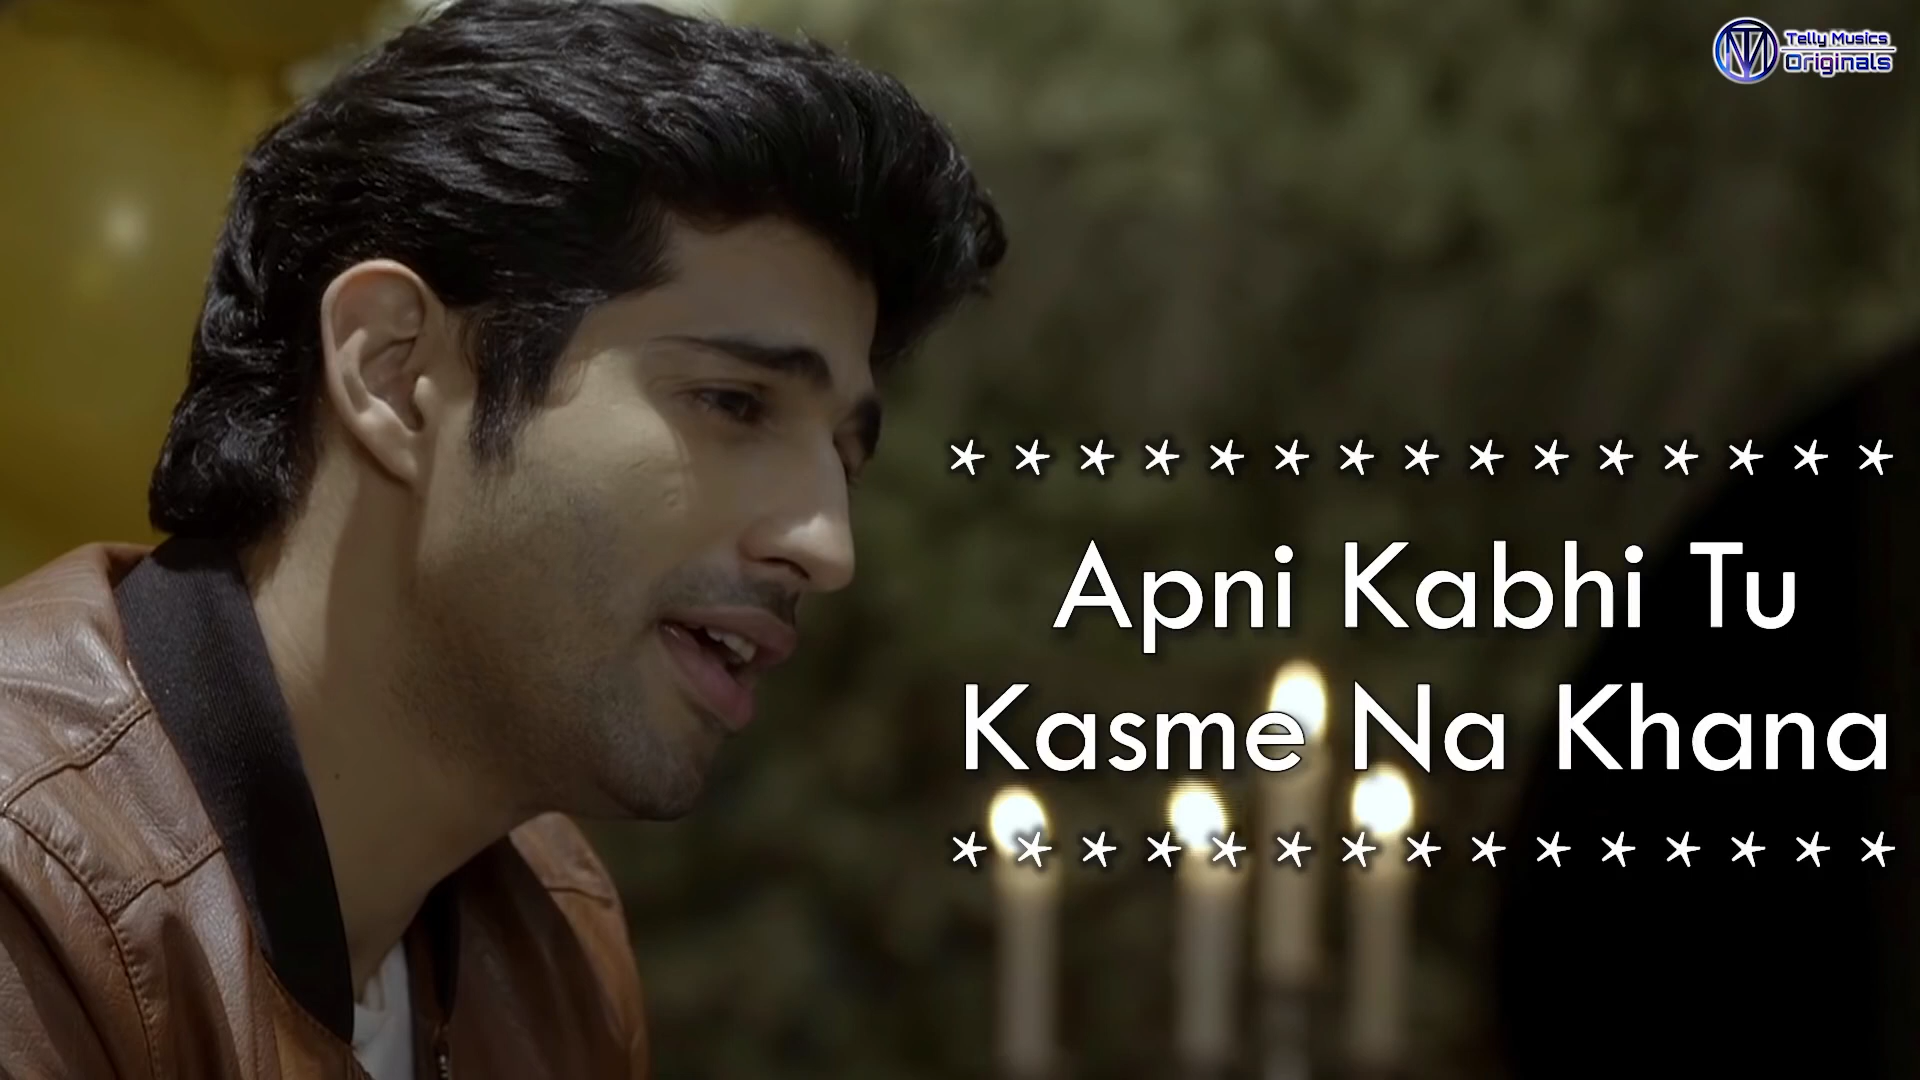 Telly Musics
Originals
* * * * * * * * * * * * * * *
Apni Kabhi Tu
Kasme Na Khana
* * * * * * * * * * * * * * *